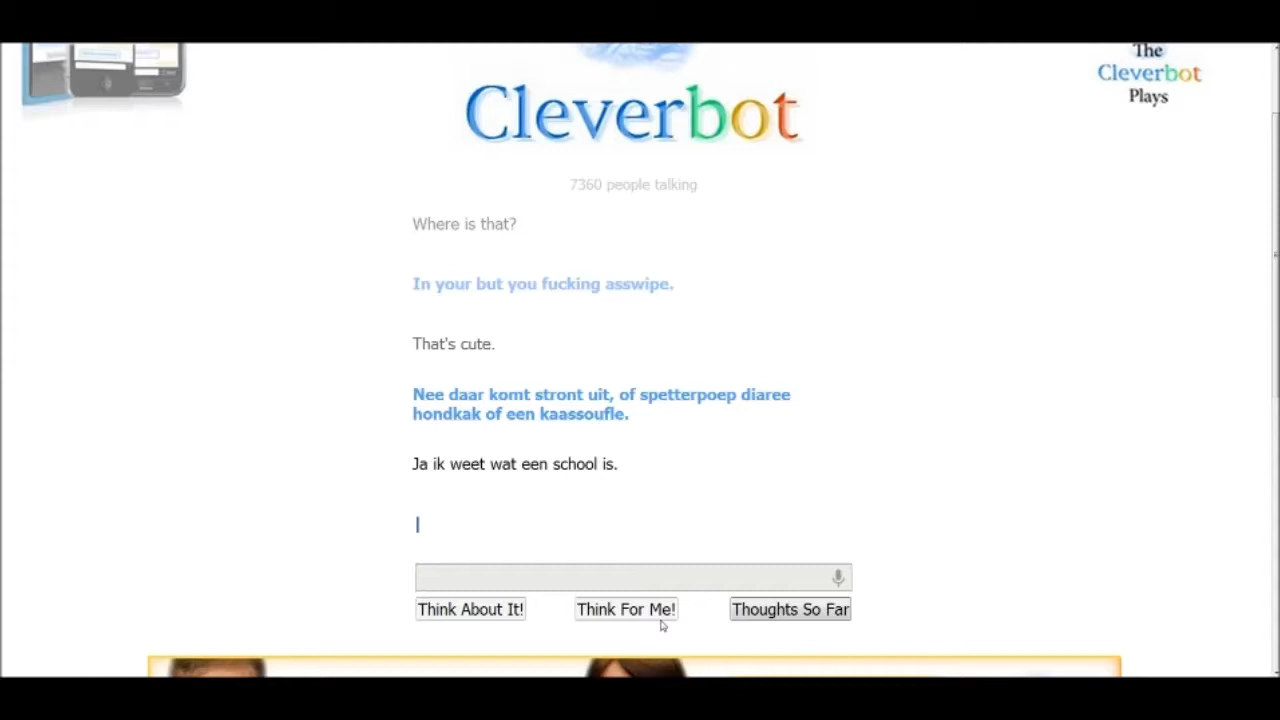 The
Cleverbot
Plays
Cleverbot
7360 people talking
Where is that?
In your but you fucking asswipe.
That's cute.
Nee daar komt stront uit, of spetterpoep diaree
hondkak of een kaassoufle.
Ja ik weet wat een school is.
Think About It!
Think For Me!
Thoughts So Far